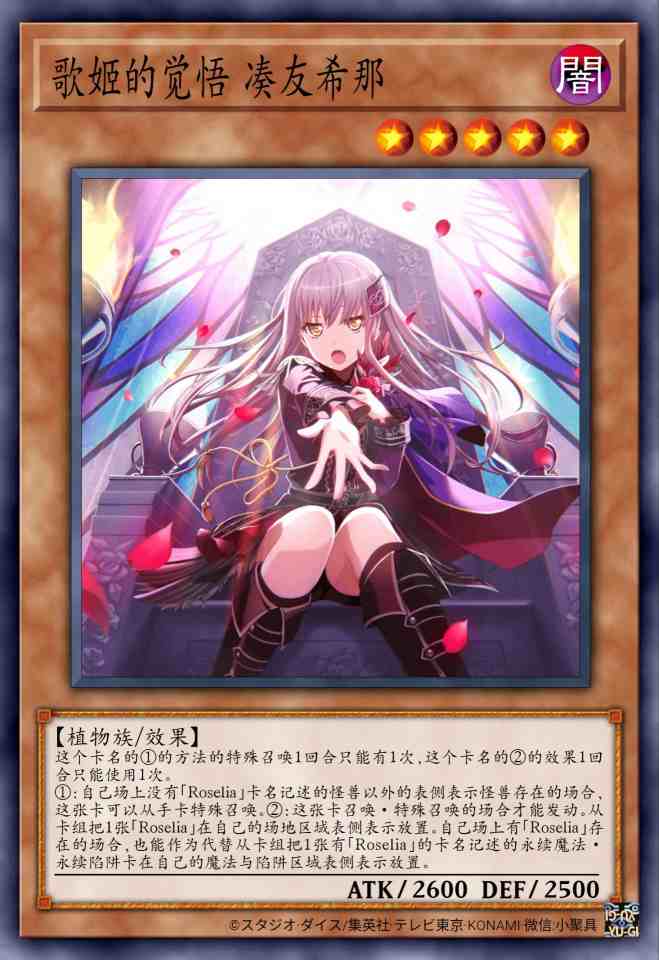 歌姬的觉悟 凑友希那
闇
【植物族/效果】
这个卡名的①的方法的特殊召唤1回合只能有1次,这个卡名的②的效果1回
合只能使用1次。
①:自己场上没有「Roselia」卡名记述的怪兽以外的表侧表示怪兽存在的场合,
这张卡可以从手卡特殊召唤。②:这张卡召唤・特殊召唤的场合才能发动。从
卡组把1张「Roselia」在自己的场地区域表侧表示放置。自己场上有「Roselia」存
在的场合,也能作为代替从卡组把1张有「Roselia」的卡名记述的永续魔法・
永续陷阱卡在自己的魔法与陷阱区域表侧表示放置。
ATK/2600 DEF/2500
©スタジオ・ダイス/集英社・テレビ東京・KONAMI 微信:小聚具